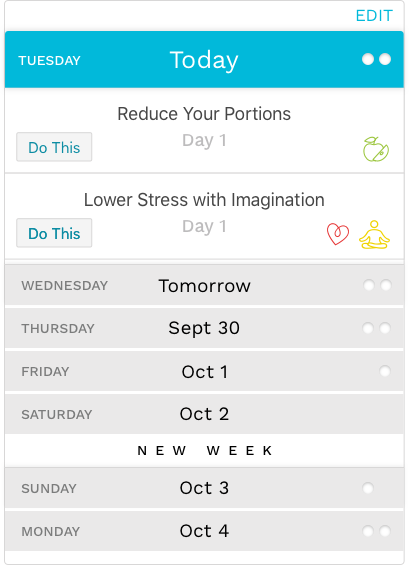 EDIT
TUESDAY Today
Reduce Your Portions
Do This Day 1
Lower Stress with Imagination
Do This Day 1
WEDNESDAY Tomorrow
THURSDAY Sept 30
FRIDAY Oct 1
SATURDAY Oct 2
NEW WEEK
SUNDAY Oct 3
MONDAY Oct 4